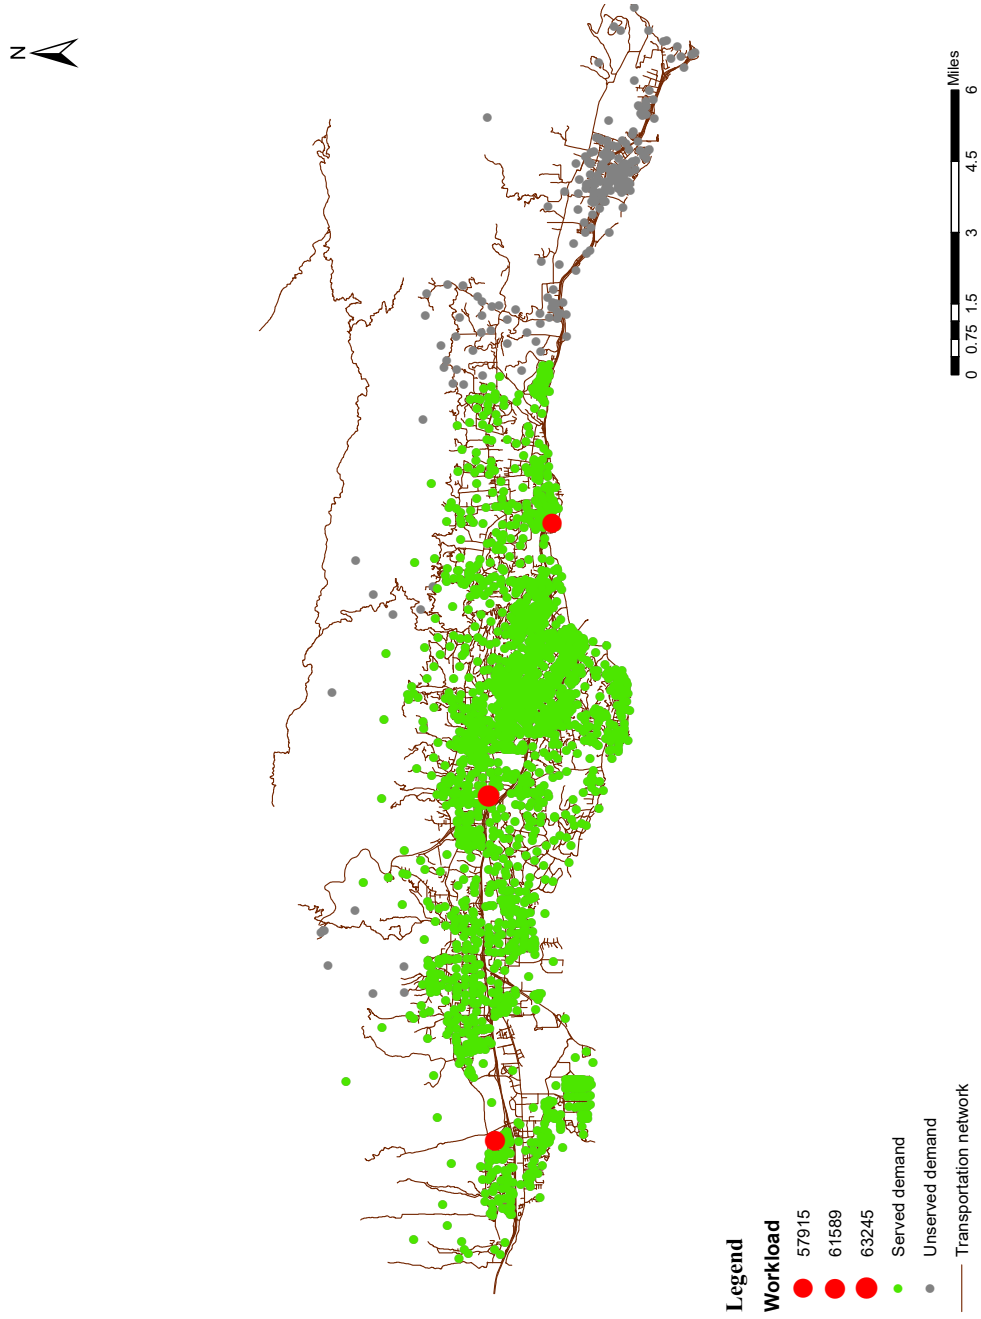 N
Miles
0 0.75 1.5 3 4.5 6
Legend
Workload
57915
61589
63245
Served demand
Unserved demand
Transportation network